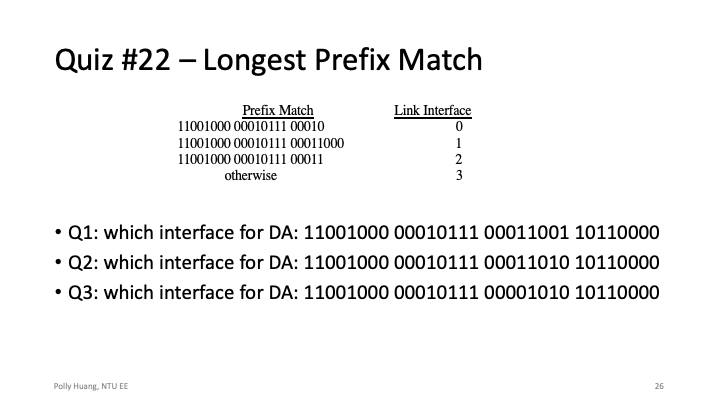 Quiz #22 – Longest Prefix Match
Prefix Match Link Interface
11001000 00010111 00010 0
11001000 00010111 00011000 1
11001000 00010111 00011 2
otherwise 3
• Q1: which interface for DA: 11001000 00010111 00011001 10110000
• Q2: which interface for DA: 11001000 00010111 00011010 10110000
• Q3: which interface for DA: 11001000 00010111 00001010 10110000
Polly Huang, NTU EE 26